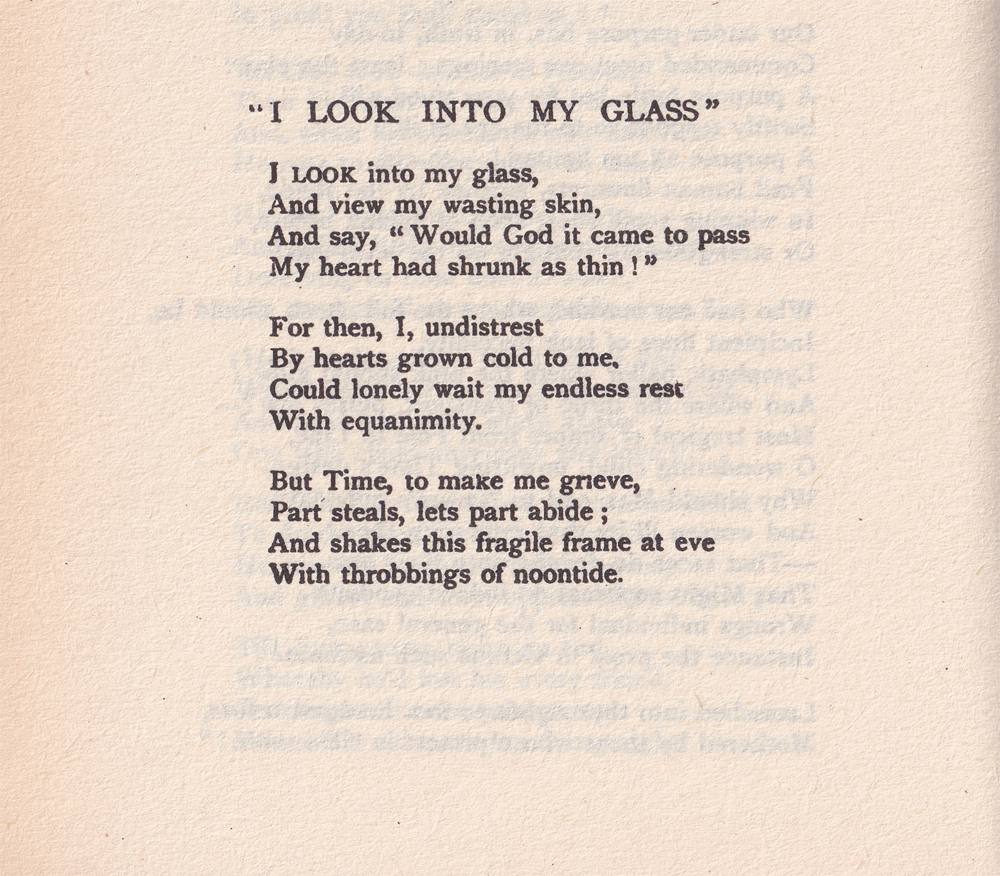 “I LOOK INTO MY GLASS”
I LOOK into my glass,
And view my wasting skin,
And say, “Would God it came to pass
My heart had shrunk as thin!”
For then, I, undistrest
By hearts grown cold to me,
Could lonely wait my endless rest
With equanimity.
But Time, to make me grieve,
Part steals, lets part abide;
And shakes this fragile frame at eve
With throbbings of noontide.